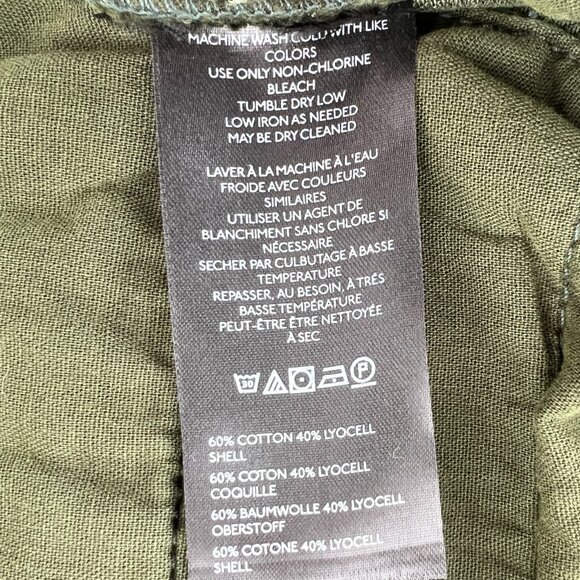 MACHINE WASH COLD WITH LIKE
COLORS
USE ONLY NON-CHLORINE
BLEACH
TUMBLE DRY LOW
LOW IRON AS NEEDED
MAY BE DRY CLEANED
LAVER À LA MACHINE À L'EAU
FROIDE AVEC COULEURS
SIMILAIRES
UTILISER UN AGENT DE
BLANCHIMENT SANS CHLORE SI
NÉCESSAIRE
SECHER PAR CULBUTAGE À BASSE
TEMPERATURE
REPASSER, AU BESOIN, À TRÉS
BASSE TEMPÉRATURE
PEUT-ÊTRE ÊTRE NETTOYÉE
À SEC
30 F
60% COTTON 40% LYOCELL
SHELL
60% COTON 40% LYOCELL
COQUILLE
60% BAUMWOLLE 40% LYOCELL
OBERSTOFF
60% COTONE 40% LYOCELL
SHELL